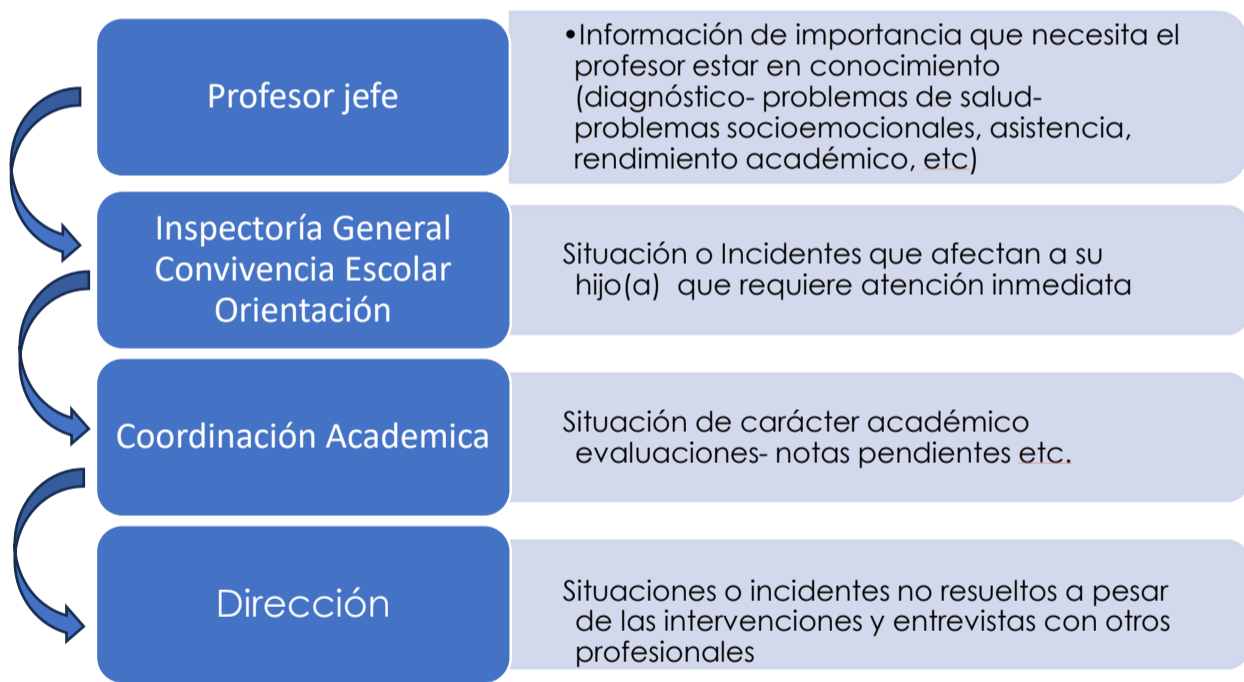 Profesor jefe
•Información de importancia que necesita el
profesor estar en conocimiento
(diagnóstico- problemas de salud-
problemas socioemocionales, asistencia,
rendimiento académico, etc)
Inspectoría General
Convivencia Escolar
Orientación
Situación o Incidentes que afectan a su
hijo(a) que requiere atención inmediata
Coordinación Academica
Situación de carácter académico
evaluaciones- notas pendientes etc.
Dirección
Situaciones o incidentes no resueltos a pesar
de las intervenciones y entrevistas con otros
profesionales